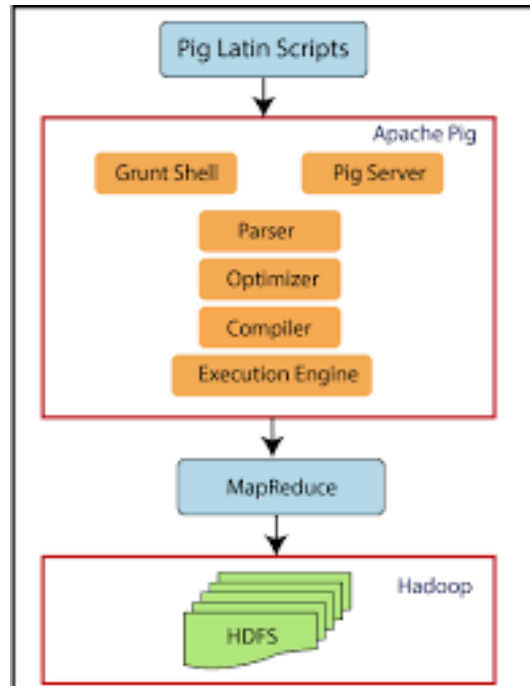 Pig Latin Scripts
Apache Pig
Grunt Shell
Pig Server
Parser
Optimizer
Compiler
Execution Engine
MapReduce
Hadoop
HDFS